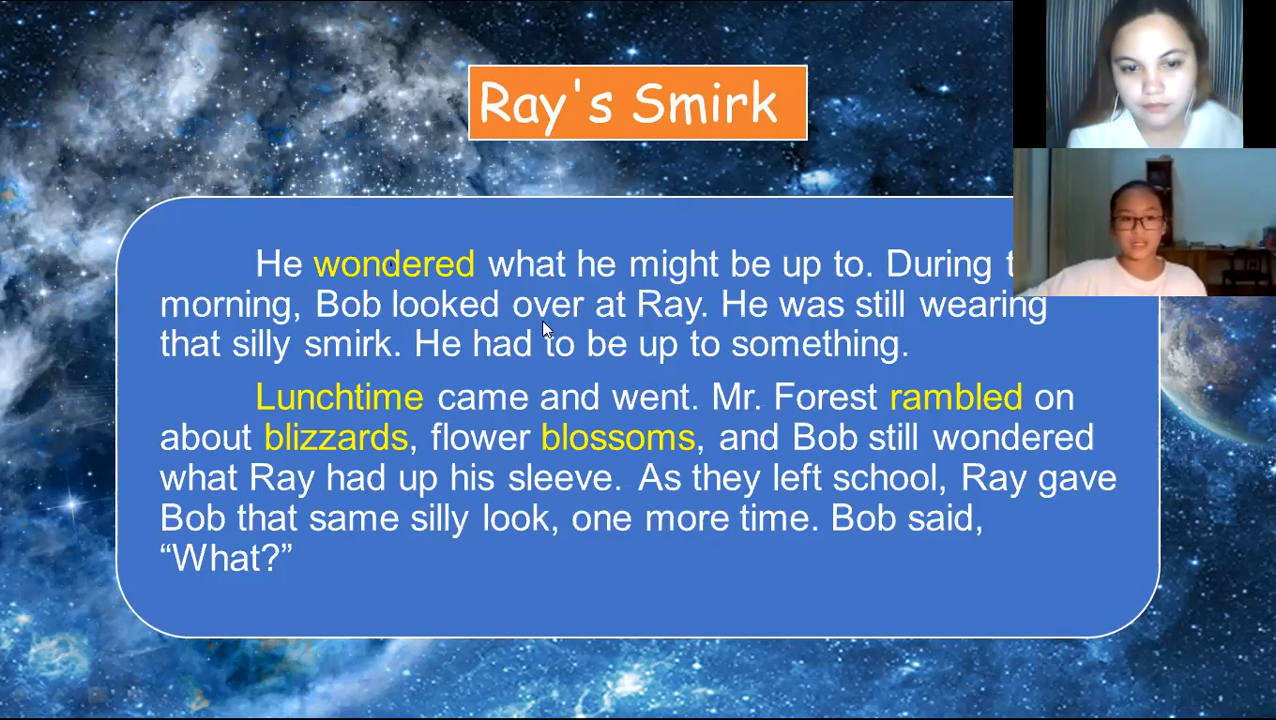 Ray's Smirk
He wondered what he might be up to. During
morning, Bob looked over at Ray. He was still wearing
that silly smirk. He had to be up to something.
Lunchtime came and went. Mr. Forest rambled on
about blizzards, flower blossoms, and Bob still wondered
what Ray had up his sleeve. As they left school, Ray gave
Bob that same silly look, one more time. Bob said,
“What?”